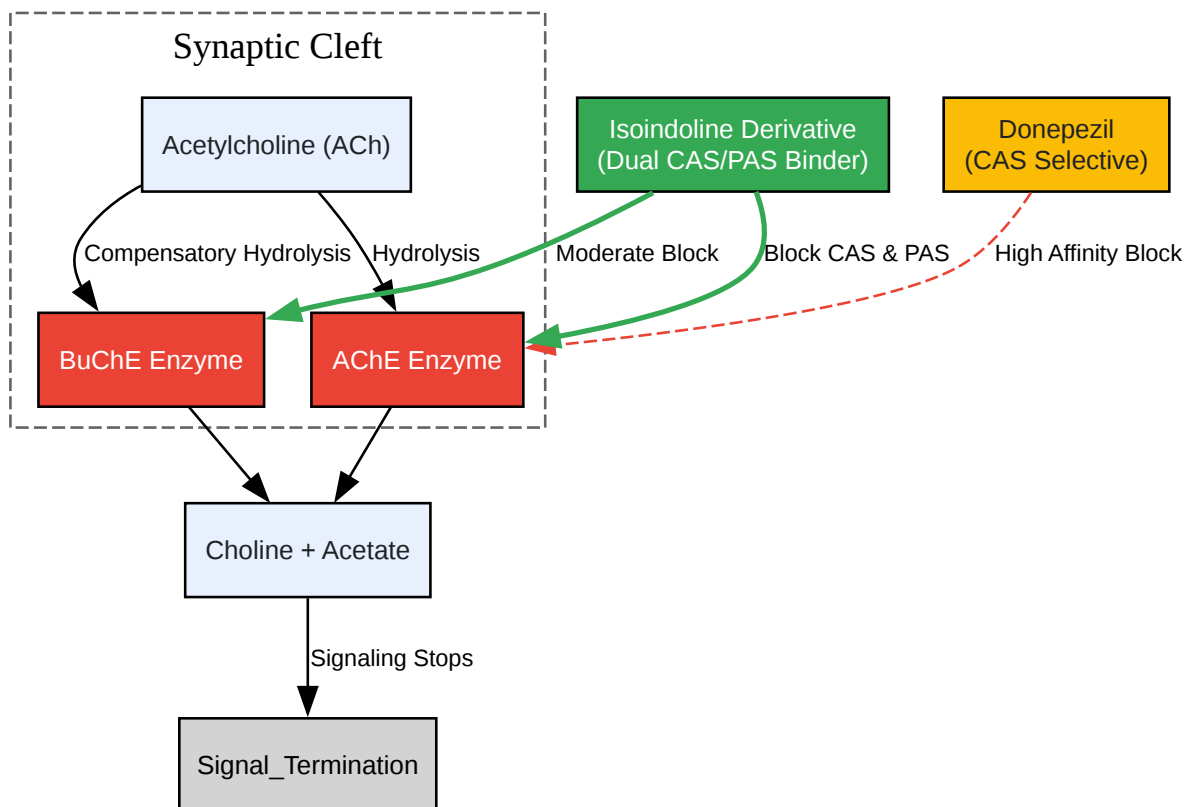 Synaptic Cleft
Acetylcholine (ACh)
Isoindoline Derivative
(Dual CAS/PAS Binder)
Donepezil
(CAS Selective)
Compensatory Hydrolysis
Hydrolysis
Moderate Block
Block CAS & PAS
High Affinity Block
BuChE Enzyme
AChE Enzyme
Choline + Acetate
Signaling Stops
Signal_Termination